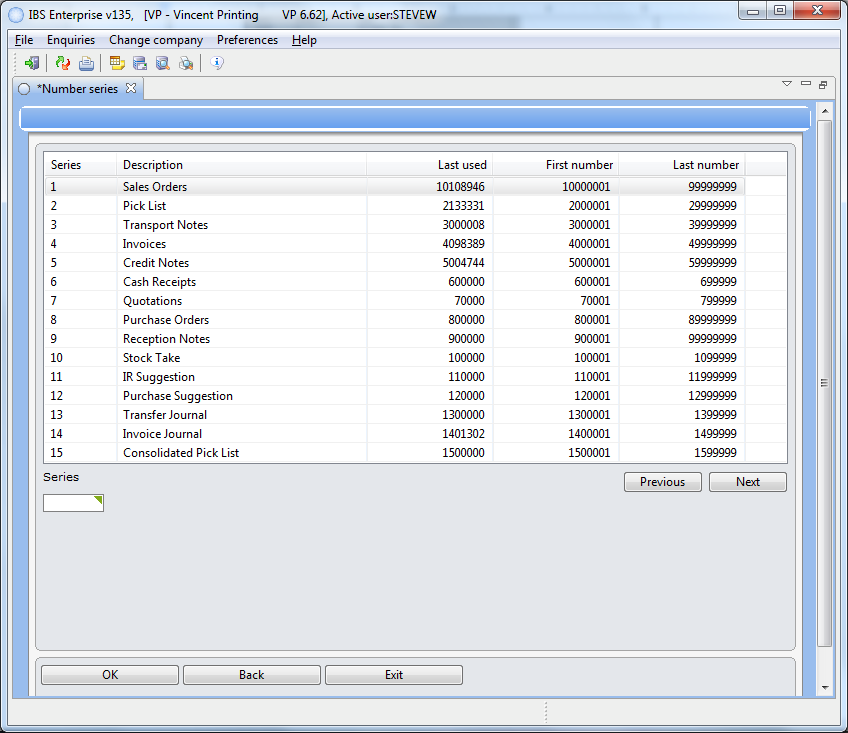 IBS Enterprise v135, [VP - Vincent Printing VP 6.62], Active user:STEVEW
File Enquiries Change company Preferences Help
*Number series
Series Description Last used First number Last number
1 Sales Orders 10108946 10000001 99999999
2 Pick List 2133331 2000001 29999999
3 Transport Notes 3000008 3000001 39999999
4 Invoices 4098389 4000001 49999999
5 Credit Notes 5004744 5000001 59999999
6 Cash Receipts 600000 600001 699999
7 Quotations 70000 70001 799999
8 Purchase Orders 800000 800001 89999999
9 Reception Notes 900000 900001 99999999
10 Stock Take 100000 100001 1099999
11 IR Suggestion 110000 110001 11999999
12 Purchase Suggestion 120000 120001 12999999
13 Transfer Journal 1300000 1300001 1399999
14 Invoice Journal 1401302 1400001 1499999
15 Consolidated Pick List 1500000 1500001 1599999
Series
Previous Next
OK Back Exit